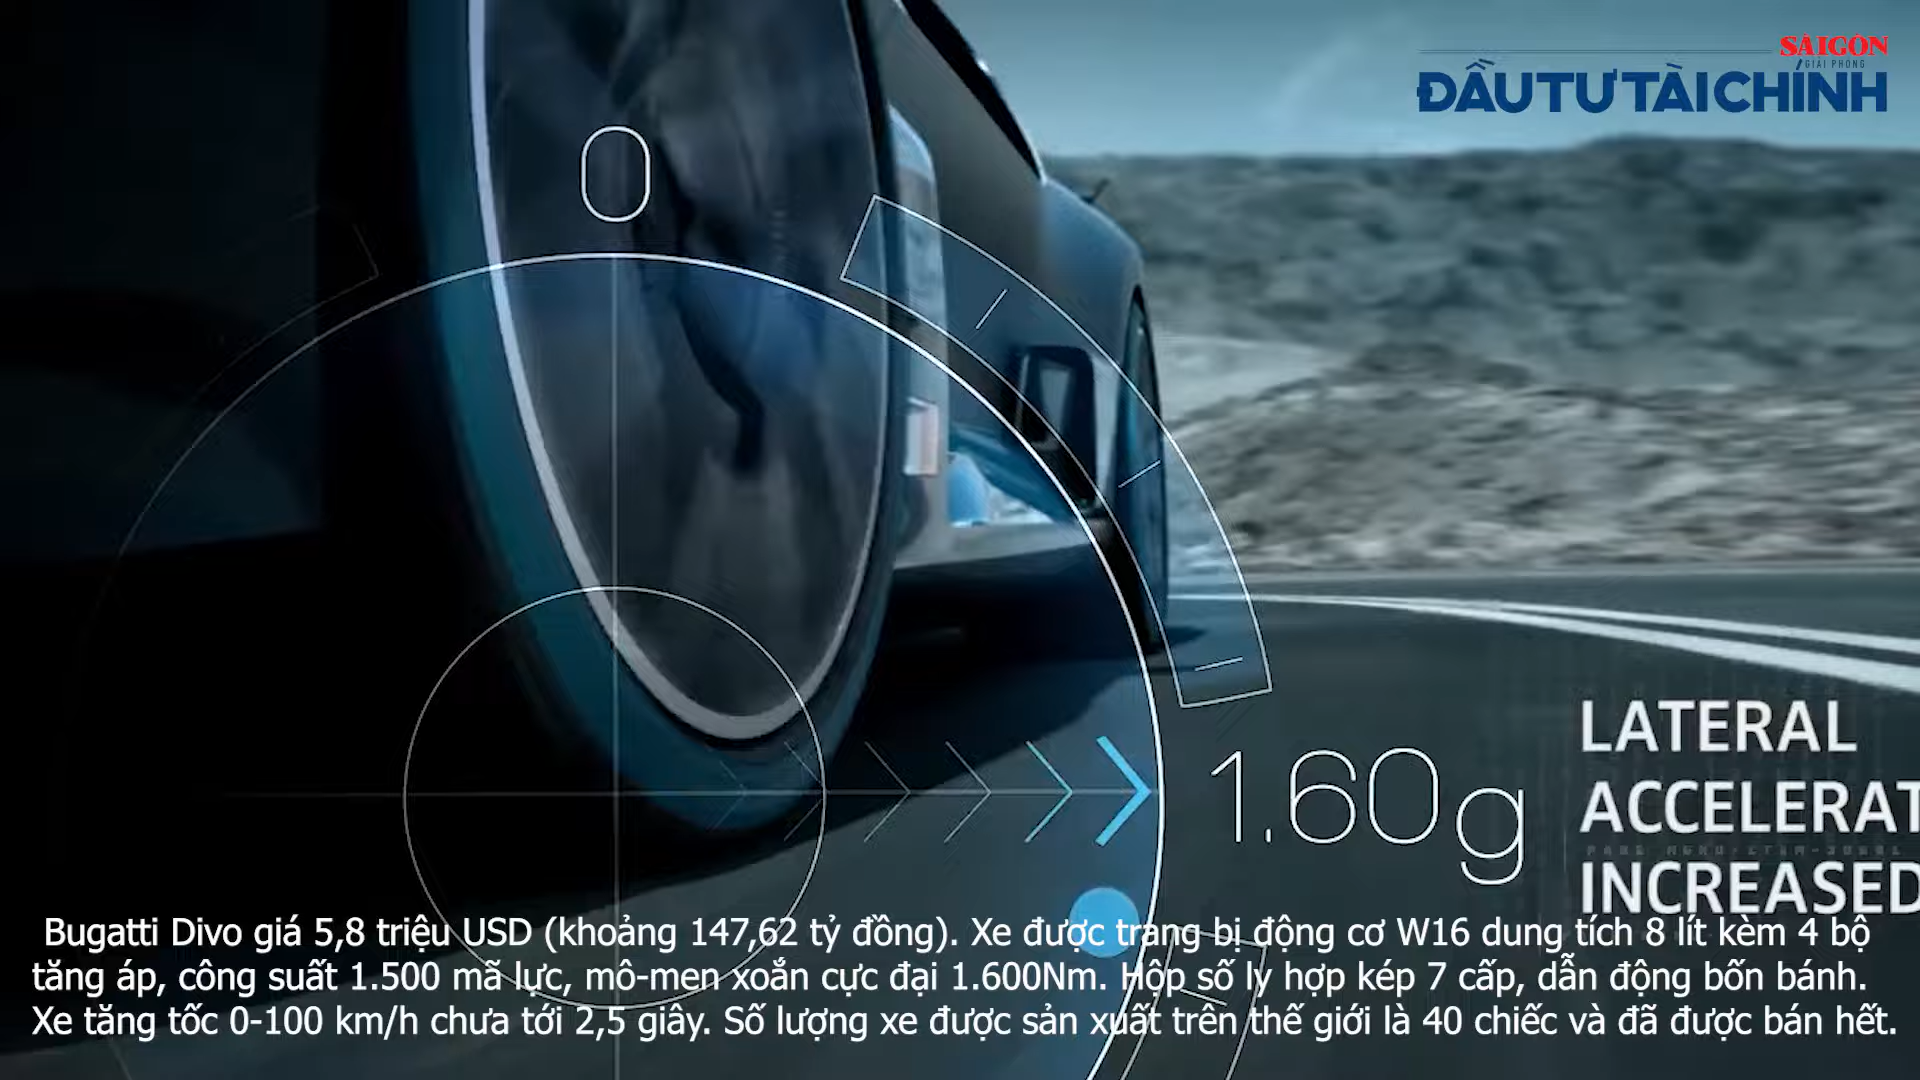 SÀIGÒN
GIẢI PHÓNG
ĐẦU TƯ TÀI CHÍNH
0
1.60g
LATERAL
ACCELERAT
INCREASED
Bugatti Divo giá 5,8 triệu USD (khoảng 147,62 tỷ đồng). Xe được trang bị động cơ W16 dung tích 8 lít kèm 4 bộ
tăng áp, công suất 1.500 mã lực, mô-men xoắn cực đại 1.600Nm. Hộp số ly hợp kép 7 cấp, dẫn động bốn bánh.
Xe tăng tốc 0-100 km/h chưa tới 2,5 giây. Số lượng xe được sản xuất trên thế giới là 40 chiếc và đã được bán hết.